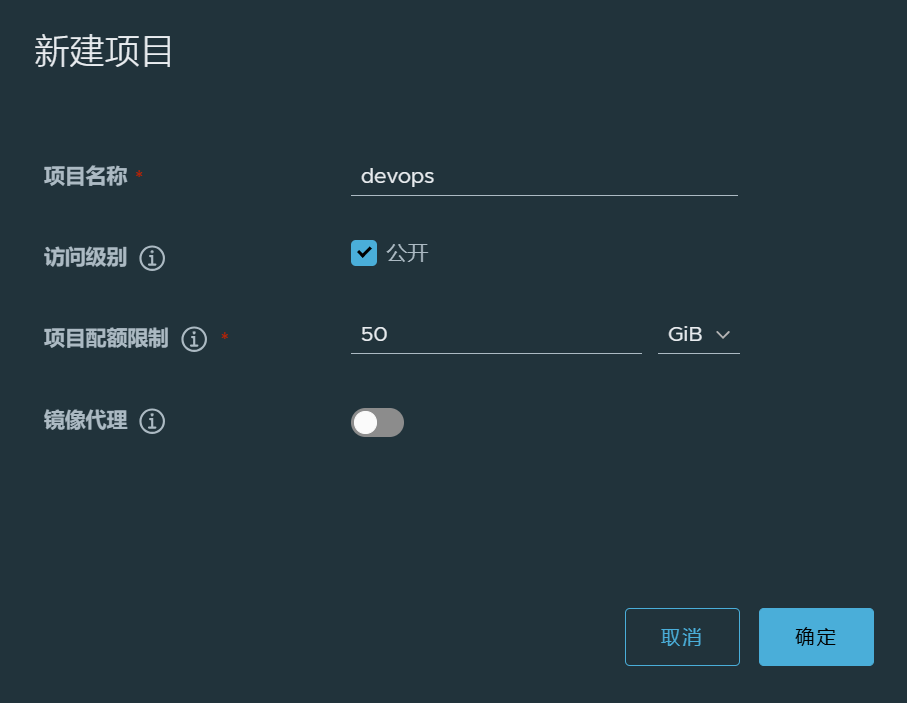 新建项目
项目名称 *
devops
访问级别
公开
项目配额限制 *
50 GiB
镜像代理
取消 确定